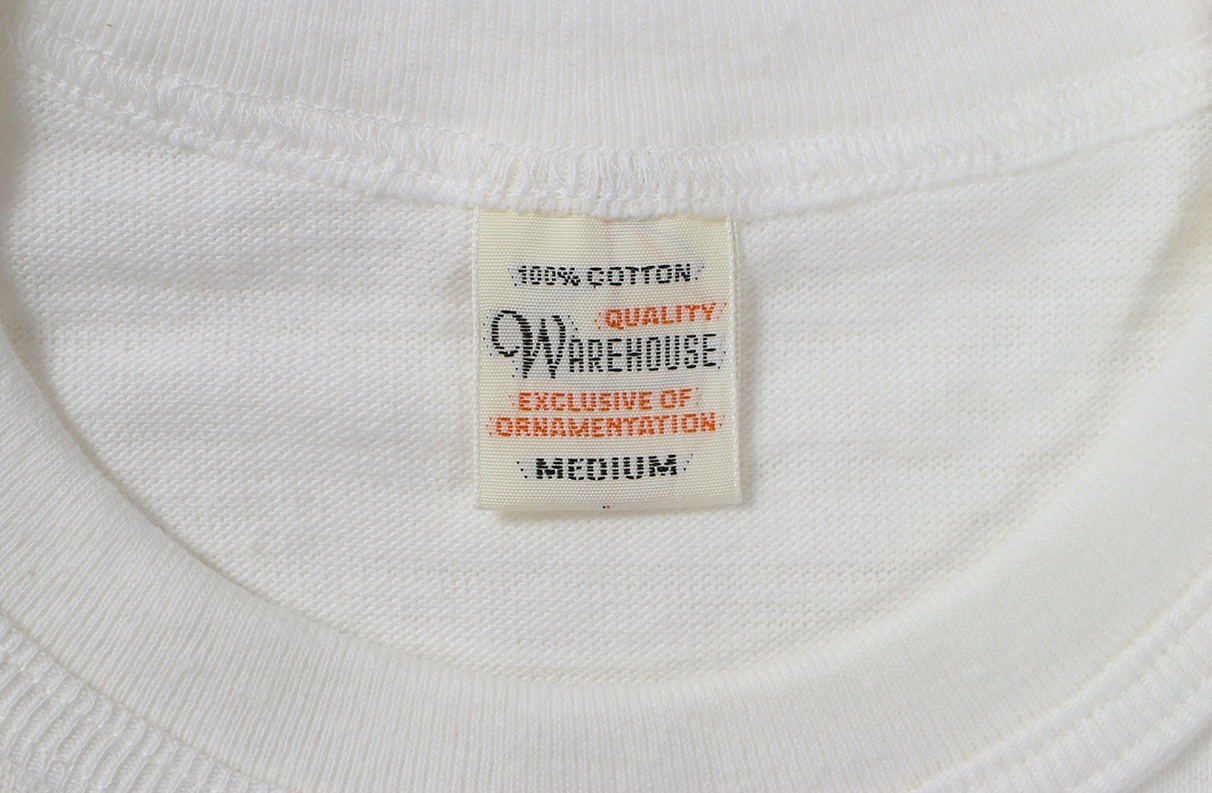 100% COTTON
QUALITY
WAREHOUSE
EXCLUSIVE OF
ORNAMENTATION
MEDIUM